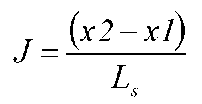 J = (x2 − x1) / L_s